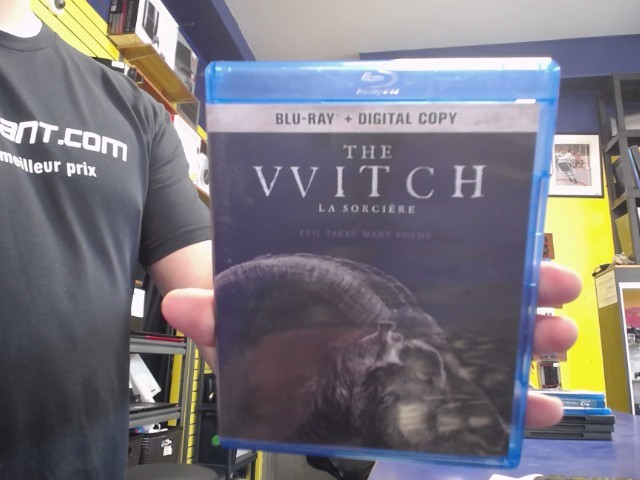 ANT.com
meilleur prix
BLU-RAY + DIGITAL COPY
THE
VVITCH
LA SORCIÈRE
EVIL TAKES MANY FORMS